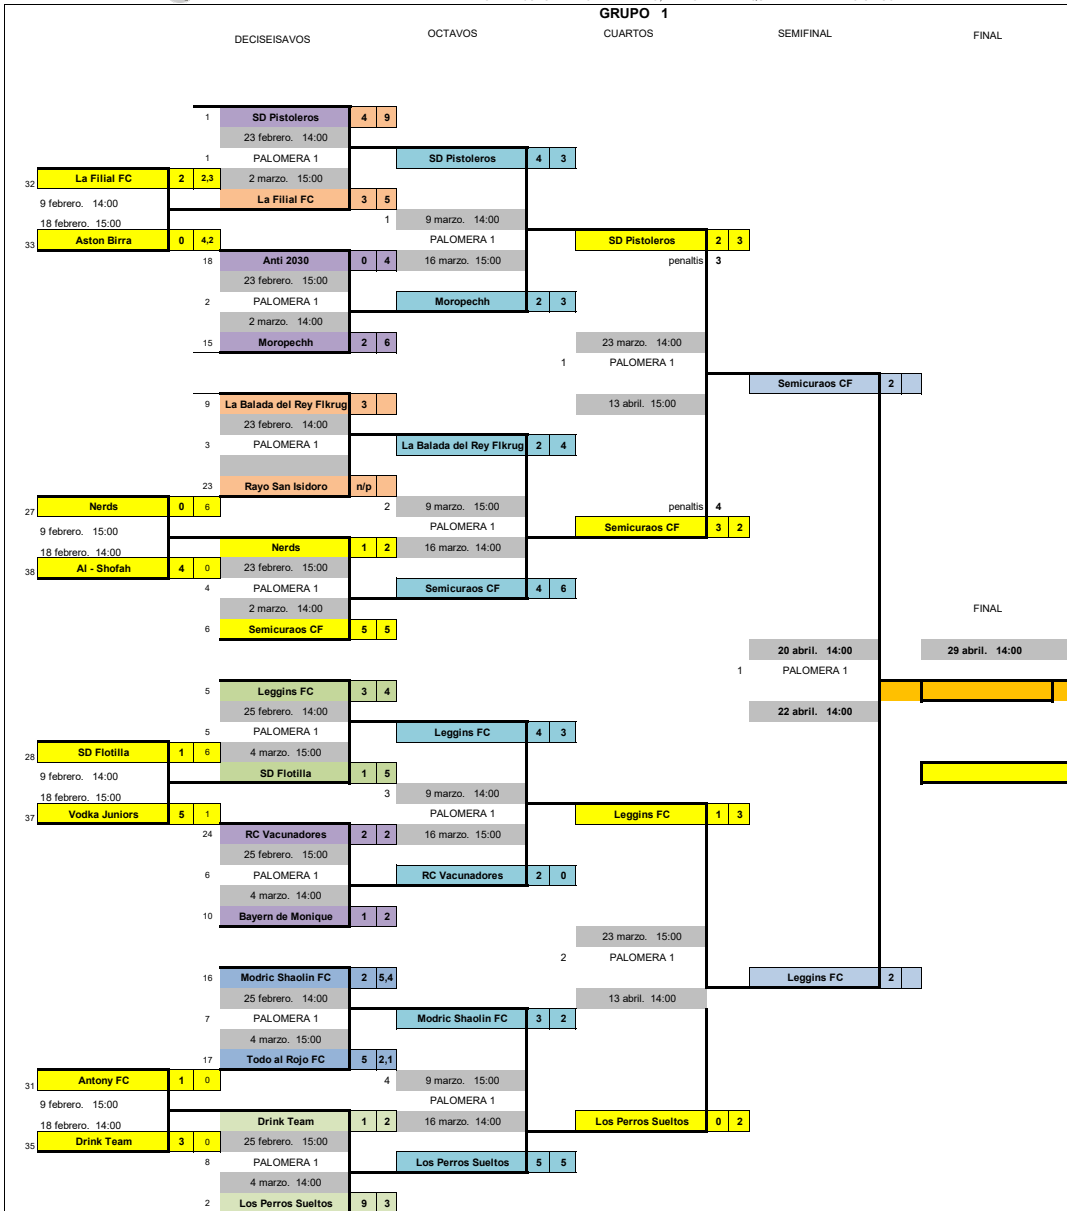 GRUPO 1
DECISEISAVOS OCTAVOS CUARTOS SEMIFINAL FINAL
1 SD Pistoleros 4 9
23 febrero. 14:00
1 PALOMERA 1 SD Pistoleros 4 3
32 La Filial FC 2 2,3 2 marzo. 15:00
9 febrero. 14:00 La Filial FC 3 5
18 febrero. 15:00 1 9 marzo. 14:00
33 Aston Birra 0 4,2 PALOMERA 1 SD Pistoleros 2 3
18 Anti 2030 0 4 16 marzo. 15:00 penaltis 3
23 febrero. 15:00
2 PALOMERA 1 Moropechh 2 3
2 marzo. 14:00
15 Moropechh 2 6 23 marzo. 14:00
1 PALOMERA 1
Semicuraos CF 2
9 La Balada del Rey Flkrug 3 13 abril. 15:00
23 febrero. 14:00
3 PALOMERA 1 La Balada del Rey Flkrug 2 4
23 Rayo San Isidoro n/p
27 Nerds 0 6 2 9 marzo. 15:00 penaltis 4
9 febrero. 15:00 PALOMERA 1 Semicuraos CF 3 2
18 febrero. 14:00 Nerds 1 2 16 marzo. 14:00
38 Al - Shofah 4 0 23 febrero. 15:00
4 PALOMERA 1 Semicuraos CF 4 6
2 marzo. 14:00 FINAL
6 Semicuraos CF 5 5
20 abril. 14:00 29 abril. 14:00
1 PALOMERA 1
5 Leggins FC 3 4
25 febrero. 14:00 22 abril. 14:00
5 PALOMERA 1 Leggins FC 4 3
28 SD Flotilla 1 6 4 marzo. 15:00
9 febrero. 14:00 SD Flotilla 1 5
18 febrero. 15:00 3 9 marzo. 14:00
37 Vodka Juniors 5 1 PALOMERA 1 Leggins FC 1 3
24 RC Vacunadores 2 2 16 marzo. 15:00
25 febrero. 15:00
6 PALOMERA 1 RC Vacunadores 2 0
4 marzo. 14:00
10 Bayern de Monique 1 2
23 marzo. 15:00
2 PALOMERA 1
16 Modric Shaolin FC 2 5,4 Leggins FC 2
25 febrero. 14:00 13 abril. 14:00
7 PALOMERA 1 Modric Shaolin FC 3 2
4 marzo. 15:00
17 Todo al Rojo FC 5 2,1
31 Antony FC 1 0 4 9 marzo. 15:00
9 febrero. 15:00 PALOMERA 1
18 febrero. 14:00 Drink Team 1 2 16 marzo. 14:00 Los Perros Sueltos 0 2
35 Drink Team 3 0 25 febrero. 15:00
8 PALOMERA 1 Los Perros Sueltos 5 5
4 marzo. 14:00
2 Los Perros Sueltos 9 3